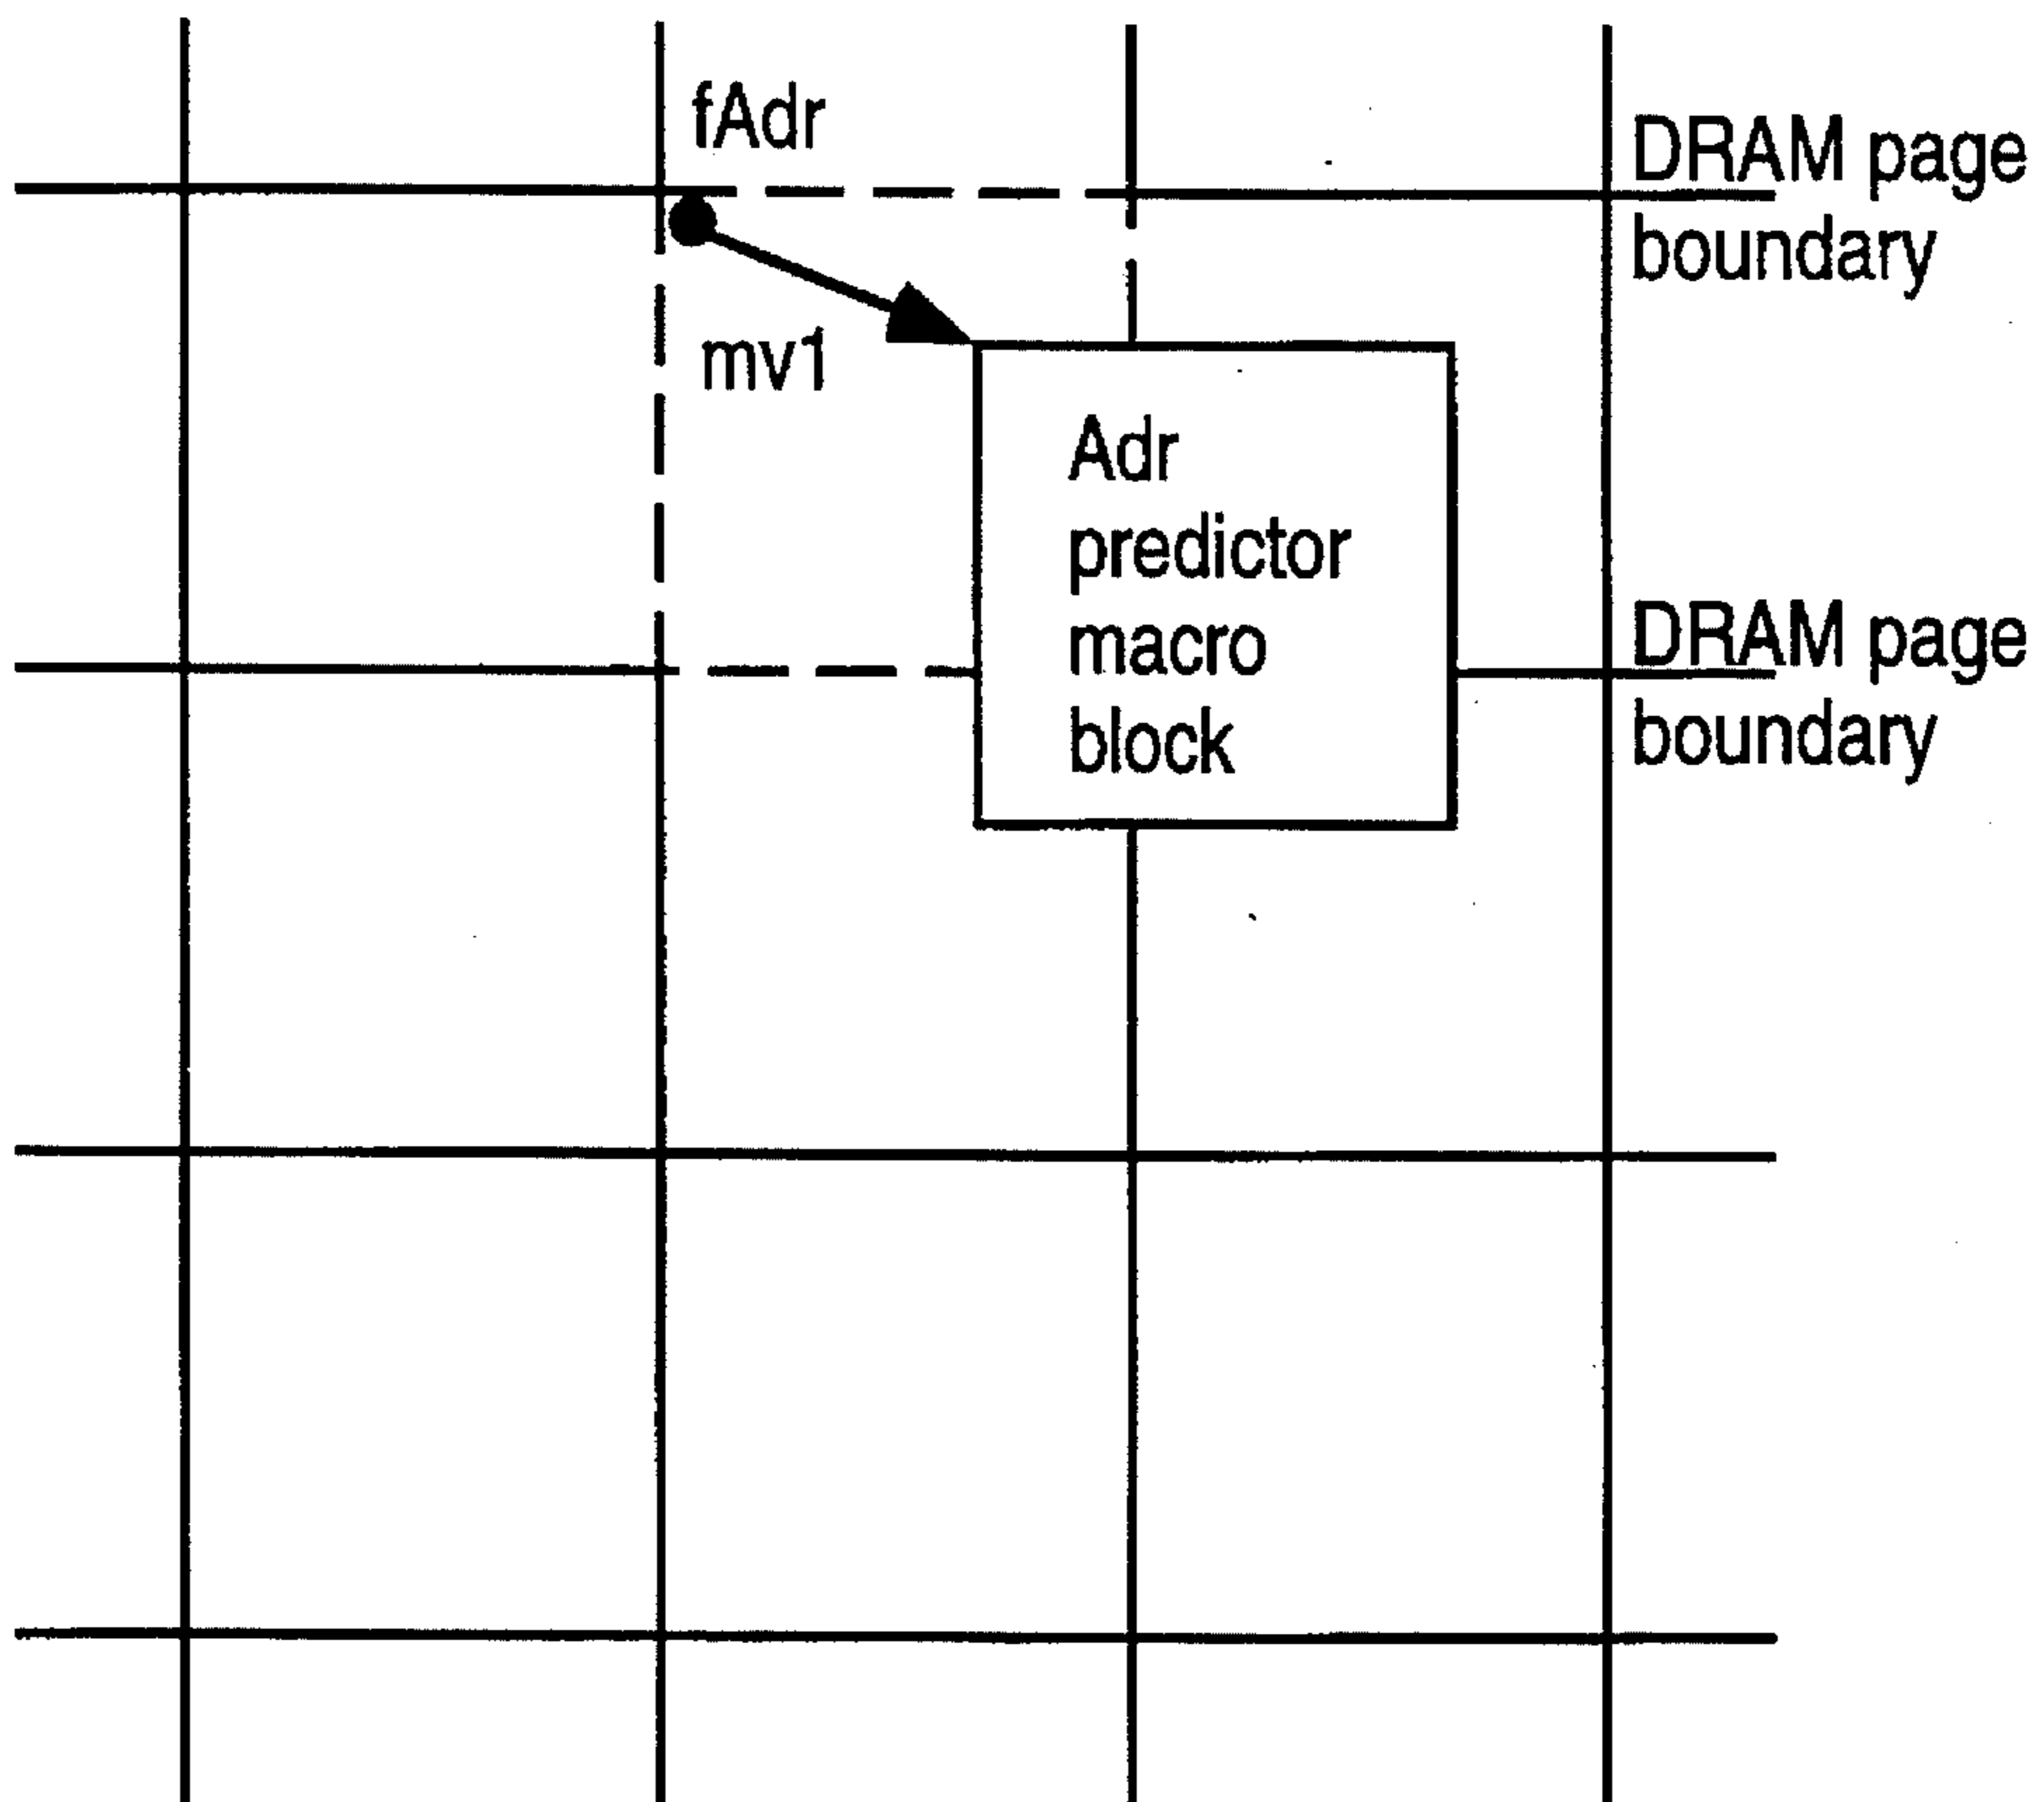 fAdr
DRAM page
boundary
mv1
Adr
predictor
macro
block
DRAM page
boundary